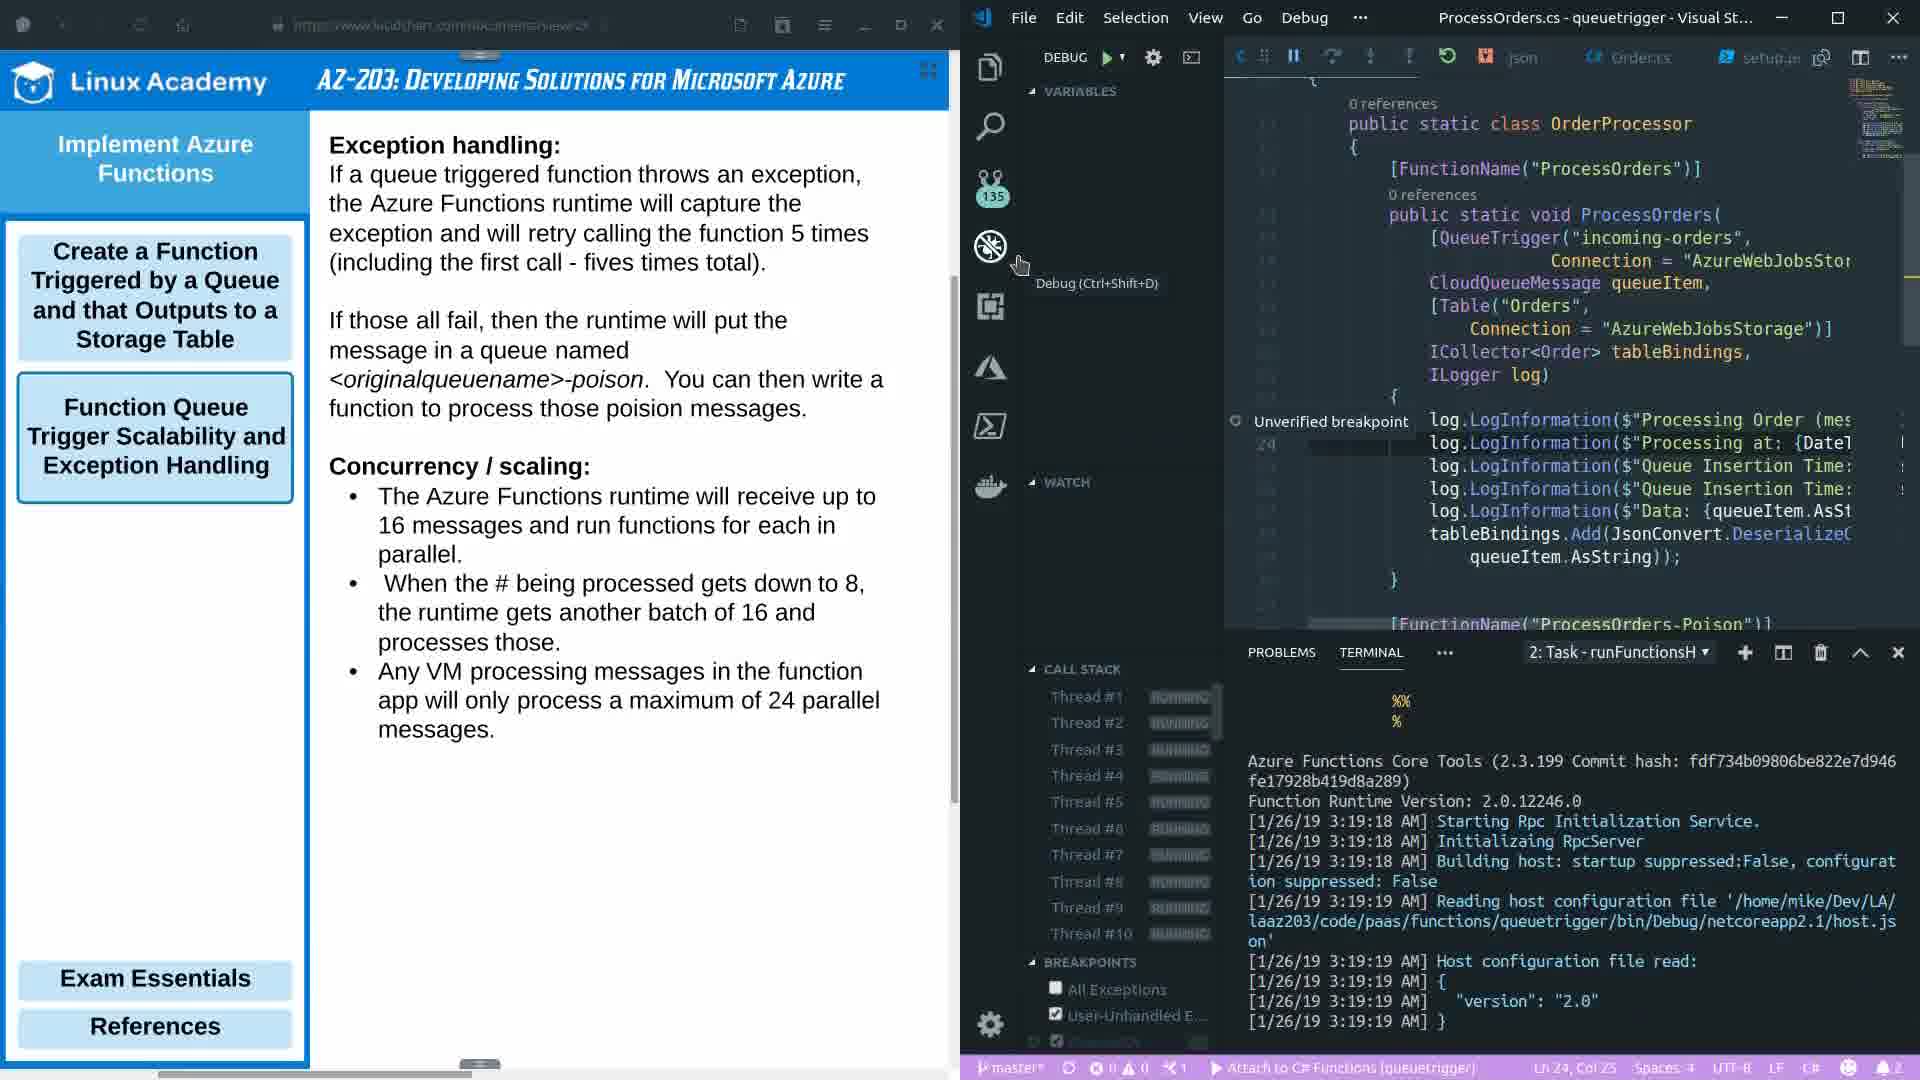 Linux Academy
AZ-203: Developing Solutions for Microsoft Azure
Implement Azure
Functions
Create a Function
Triggered by a Queue
and that Outputs to a
Storage Table
Function Queue
Trigger Scalability and
Exception Handling
Exam Essentials
References
Exception handling:
If a queue triggered function throws an exception,
the Azure Functions runtime will capture the
exception and will retry calling the function 5 times
(including the first call - fives times total).
If those all fail, then the runtime will put the
message in a queue named
<originalqueuename>-poison.  You can then write a
function to process those poision messages.
Concurrency / scaling:
• The Azure Functions runtime will receive up to
16 messages and run functions for each in
parallel.
• When the # being processed gets down to 8,
the runtime gets another batch of 16 and
processes those.
• Any VM processing messages in the function
app will only process a maximum of 24 parallel
messages.
File Edit Selection View Go Debug ··· ProcessOrders.cs - queuetrigger - Visual St...
DEBUG
VARIABLES
135
Debug (Ctrl+Shift+D)
WATCH
CALL STACK
Thread #1 RUNNING
Thread #2 RUNNING
Thread #3 RUNNING
Thread #4 RUNNING
Thread #5 RUNNING
Thread #6 RUNNING
Thread #7 RUNNING
Thread #8 RUNNING
Thread #9 RUNNING
Thread #10 RUNNING
BREAKPOINTS
All Exceptions
User-Unhandled E...
json Order.cs
{
0 references
public static class OrderProcessor
{
[FunctionName("ProcessOrders")]
0 references
public static void ProcessOrders(
[QueueTrigger("incoming-orders",
Connection = "AzureWebJobsStor
CloudQueueMessage queueItem,
[Table("Orders",
Connection = "AzureWebJobsStorage")]
ICollector<Order> tableBindings,
ILogger log)
{
Unverified breakpoint log.LogInformation($"Processing Order (mes
24 log.LogInformation($"Processing at: {DateT
log.LogInformation($"Queue Insertion Time:
log.LogInformation($"Queue Insertion Time:
log.LogInformation($"Data: {queueItem.AsSt
tableBindings.Add(JsonConvert.Deserialize
queueItem.AsString));
}
[FunctionName("ProcessOrders-Poison")]
PROBLEMS TERMINAL ··· 2: Task - runFunctionsH
%%
%
Azure Functions Core Tools (2.3.199 Commit hash: fdf734b09806be822e7d946
fe17928b419d8a289)
Function Runtime Version: 2.0.12246.0
[1/26/19 3:19:18 AM] Starting Rpc Initialization Service.
[1/26/19 3:19:18 AM] Initializaing RpcServer
[1/26/19 3:19:18 AM] Building host: startup suppressed:False, configurat
ion suppressed: False
[1/26/19 3:19:19 AM] Reading host configuration file '/home/mike/Dev/LA/
laaz203/code/paas/functions/queuetrigger/bin/Debug/netcoreapp2.1/host.js
on'
[1/26/19 3:19:19 AM] Host configuration file read:
[1/26/19 3:19:19 AM] {
[1/26/19 3:19:19 AM]   "version": "2.0"
[1/26/19 3:19:19 AM] }
master* 0 0 1 Attach to C# Functions (queuetrigger) Ln 24, Col 25 Spaces: 4 UTF-8 LF C# 2